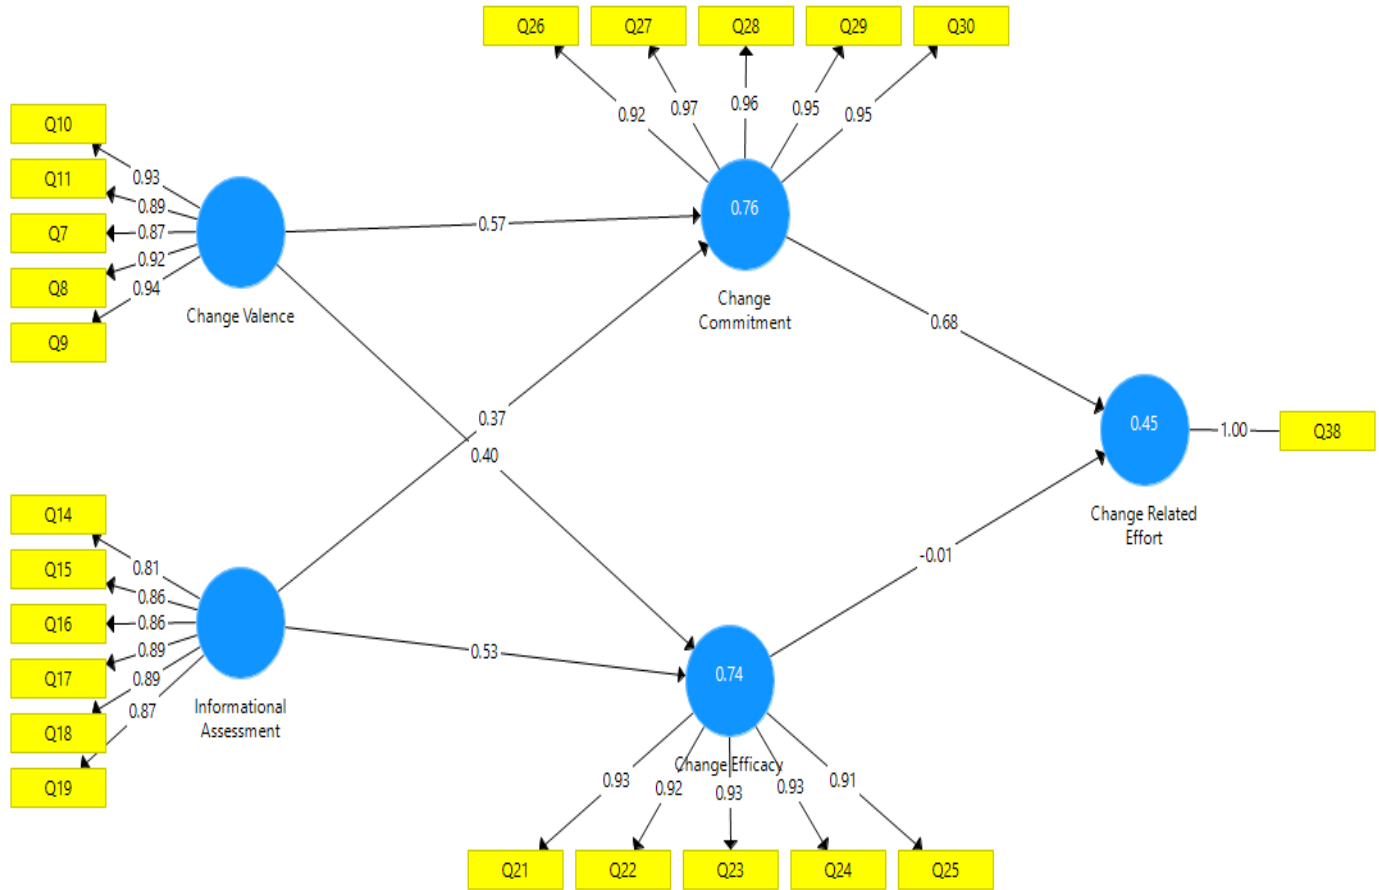 Q26
Q27
Q28
Q29
Q30
0.92
0.97
0.96
0.95
0.95
Q10
Q11
Q7
Q8
Q9
0.93
0.89
0.87
0.92
0.94
Change Valence
0.57
0.76
Change
Commitment
0.68
0.37
0.40
0.45
Change Related
Effort
1.00
Q38
Q14
Q15
Q16
Q17
Q18
Q19
0.81
0.86
0.86
0.89
0.89
0.87
Informational
Assessment
0.53
-0.01
0.74
Change Efficacy
0.93
0.92
0.93
0.93
0.91
Q21
Q22
Q23
Q24
Q25